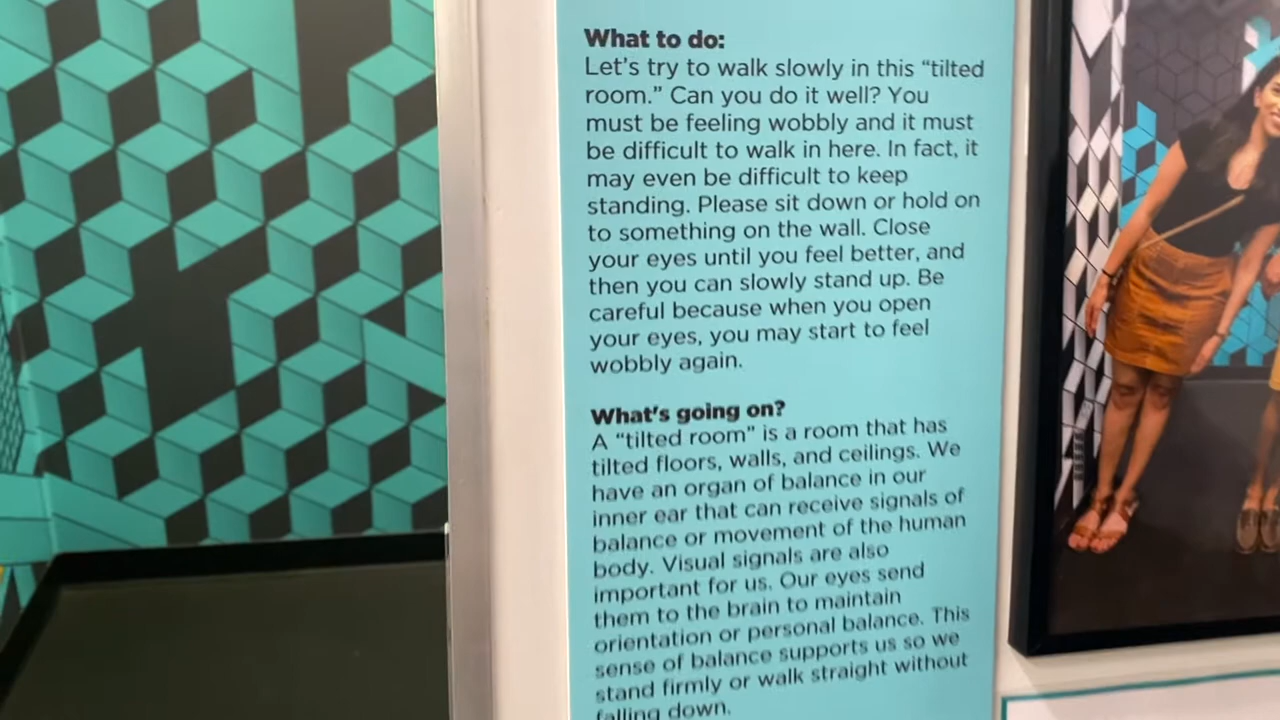 What to do:
Let's try to walk slowly in this “tilted
room.” Can you do it well? You
must be feeling wobbly and it must
be difficult to walk in here. In fact, it
may even be difficult to keep
standing. Please sit down or hold on
to something on the wall. Close
your eyes until you feel better, and
then you can slowly stand up. Be
careful because when you open
your eyes, you may start to feel
wobbly again.
What's going on?
A “tilted room” is a room that has
tilted floors, walls, and ceilings. We
have an organ of balance in our
inner ear that can receive signals of
balance or movement of the human
body. Visual signals are also
important for us. Our eyes send
them to the brain to maintain
orientation or personal balance. This
sense of balance supports us so we
stand firmly or walk straight without
falling down.